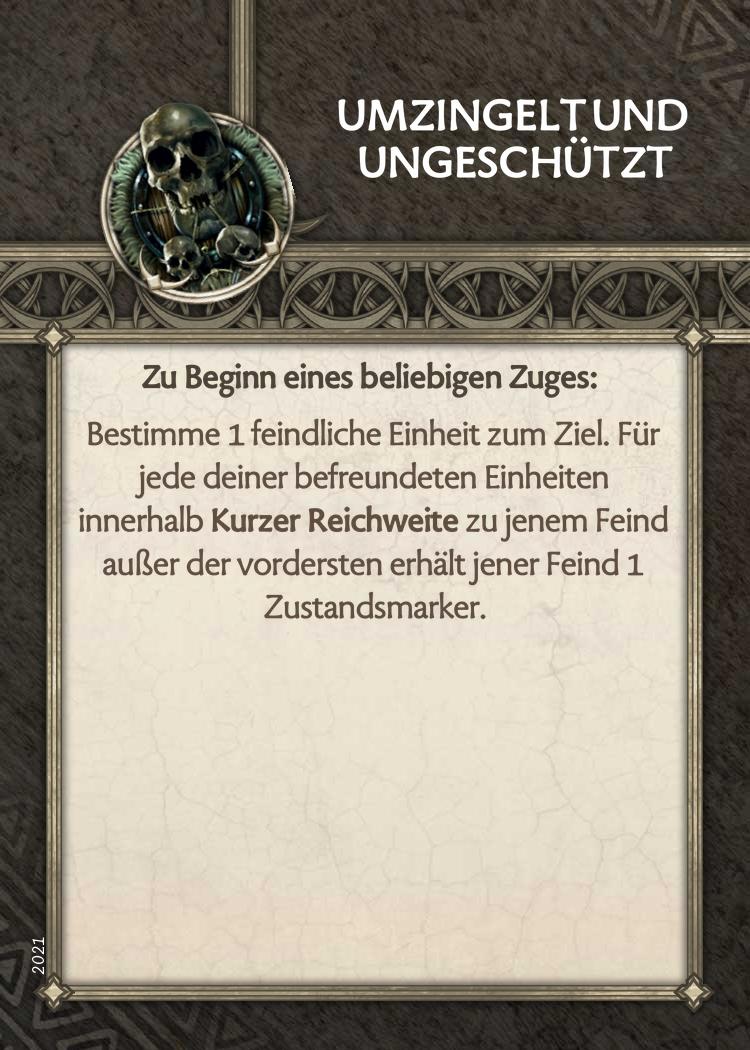 UMZINGELT UND
UNGESCHÜTZT
Zu Beginn eines beliebigen Zuges:
Bestimme 1 feindliche Einheit zum Ziel. Für
jede deiner befreundeten Einheiten
innerhalb Kurzer Reichweite zu jenem Feind
außer der vordersten erhält jener Feind 1
Zustandsmarker.
2021